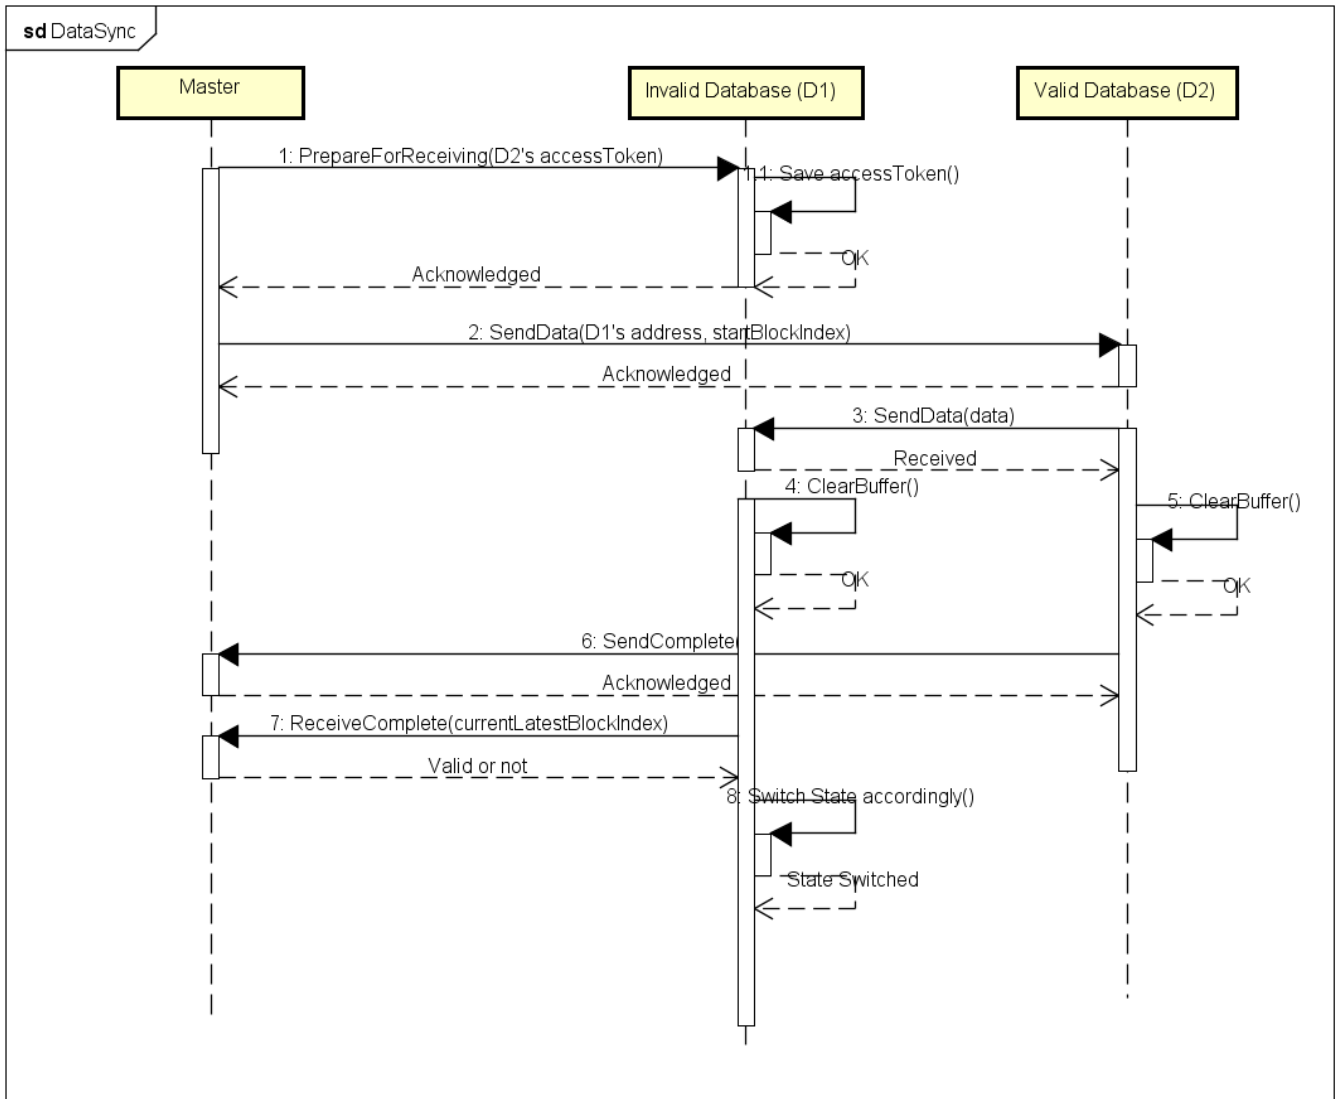 sd DataSync
Master
Invalid Database (D1)
Valid Database (D2)
1: PrepareForReceiving(D2's accessToken)
1.1: Save accessToken()
OK
Acknowledged
2: SendData(D1's address, startBlockIndex)
Acknowledged
3: SendData(data)
Received
4: ClearBuffer()
5: ClearBuffer()
OK
OK
6: SendComplete(
Acknowledged
7: ReceiveComplete(currentLatestBlockIndex)
Valid or not
8: Switch State accordingly()
State Switched